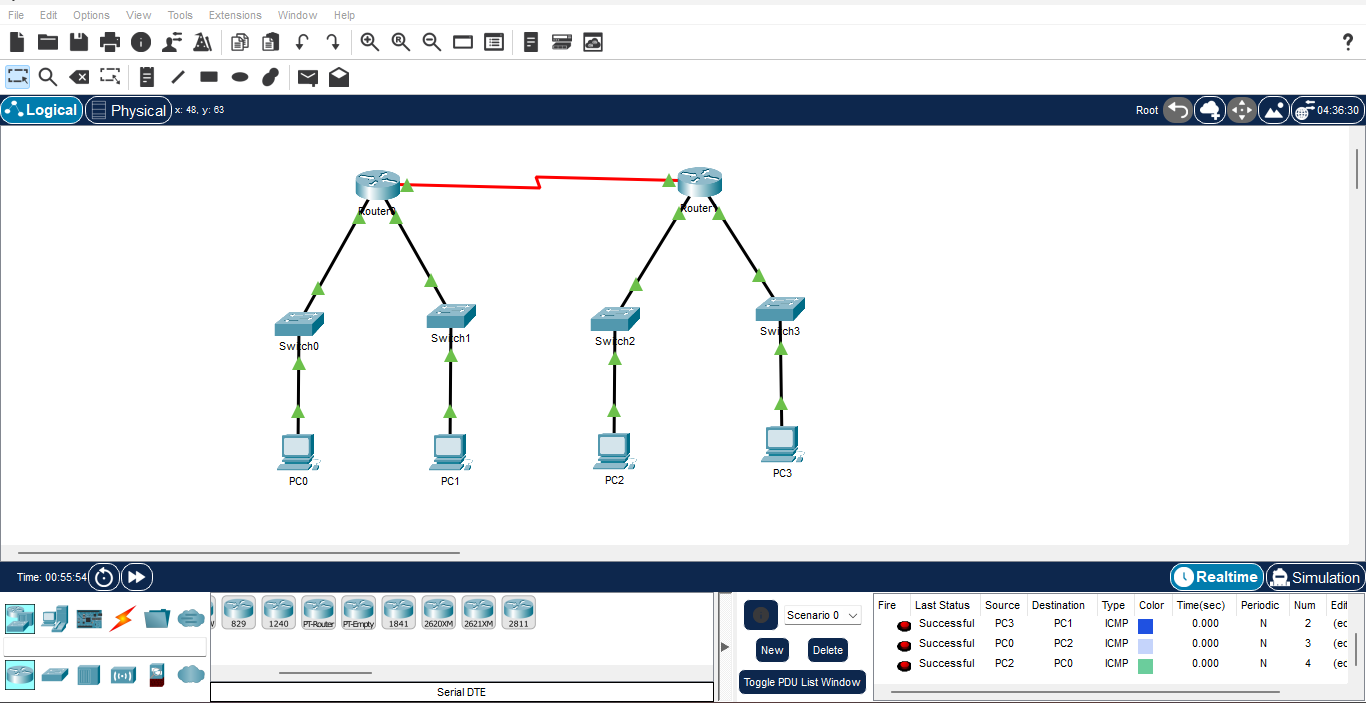 File Edit Options View Tools Extensions Window Help
?
Logical Physical x: 48, y: 63 Root 04:36:30
Router
Router
Switch0
Switch1
Switch2
Switch3
PC0
PC1
PC2
PC3
Time: 00:55:54 Realtime Simulation
829 1240 PT-Router PT-Empty 1841 2620XM 2621XM 2811
Serial DTE
Scenario 0
New Delete
Toggle PDU List Window
Fire Last Status Source Destination Type Color Time(sec) Periodic Num Edit
Successful PC3 PC1 ICMP 0.000 N 2 (ec
Successful PC0 PC2 ICMP 0.000 N 3 (ec
Successful PC2 PC0 ICMP 0.000 N 4 (ec